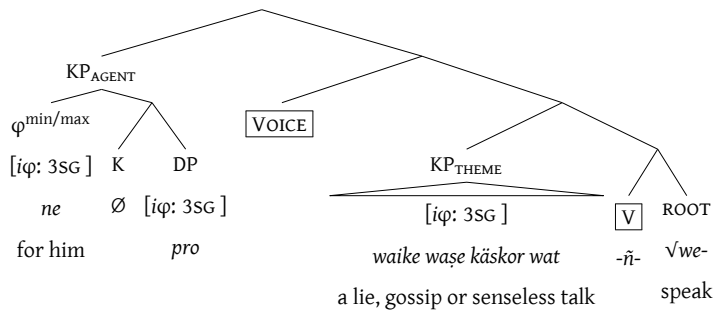 KP_AGENT
φ^min/max
VOICE
[iφ: 3SG ] K DP KP_THEME
ne Ø [iφ: 3SG ] [iφ: 3SG ] V ROOT
for him pro waike waṣe käskor wat -ñ- √we-
a lie, gossip or senseless talk speak